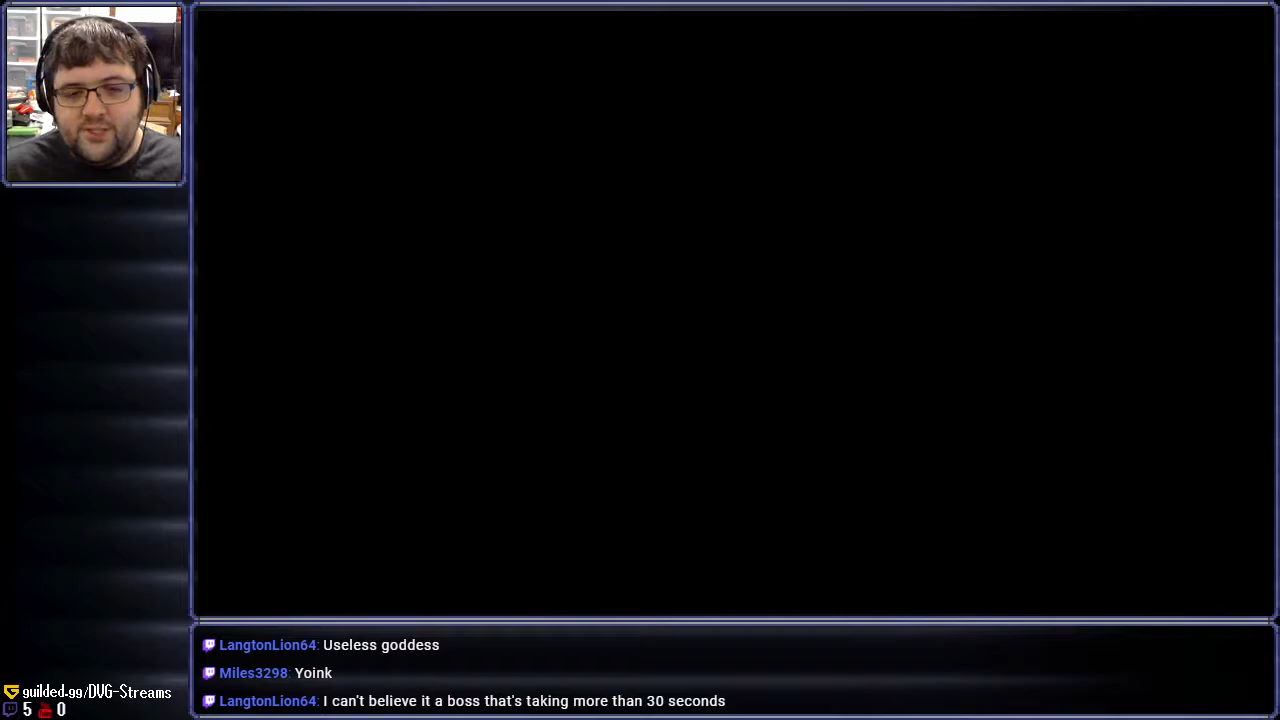 LangtonLion64: Useless goddess
Miles3298: Yoink
LangtonLion64: I can't believe it a boss that's taking more than 30 seconds
guilded.gg/DVG-Streams
5 0